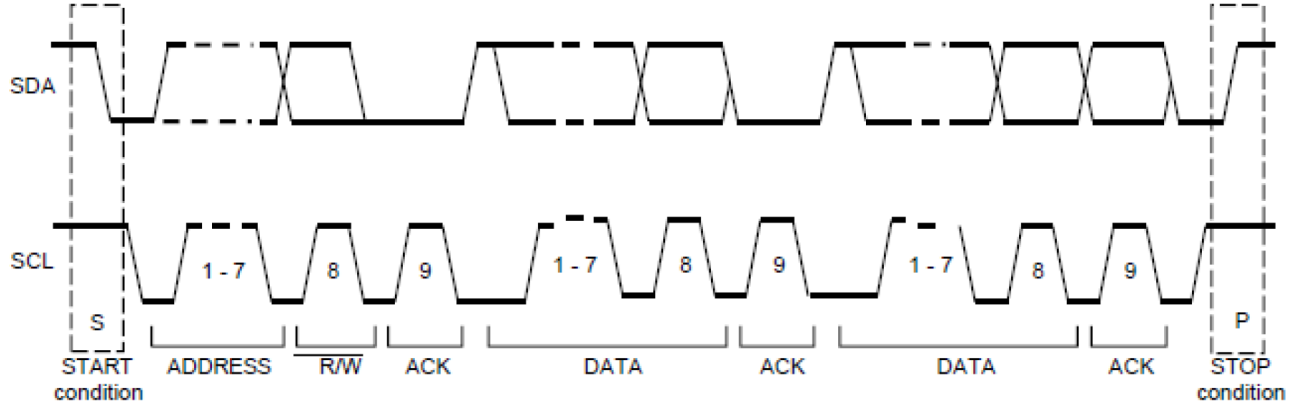 SDA
SCL
1 - 7
8
9
1 - 7
8
9
1 - 7
8
9
S
P
START condition
ADDRESS
R/W
ACK
DATA
ACK
DATA
ACK
STOP condition